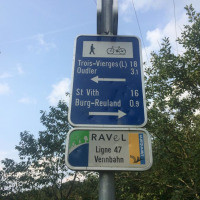 Trois-Vierges (L) 18
Oudler 3.1
St Vith 16
Burg-Reuland 0.9
RAVeL
Ligne 47
Vennbahn